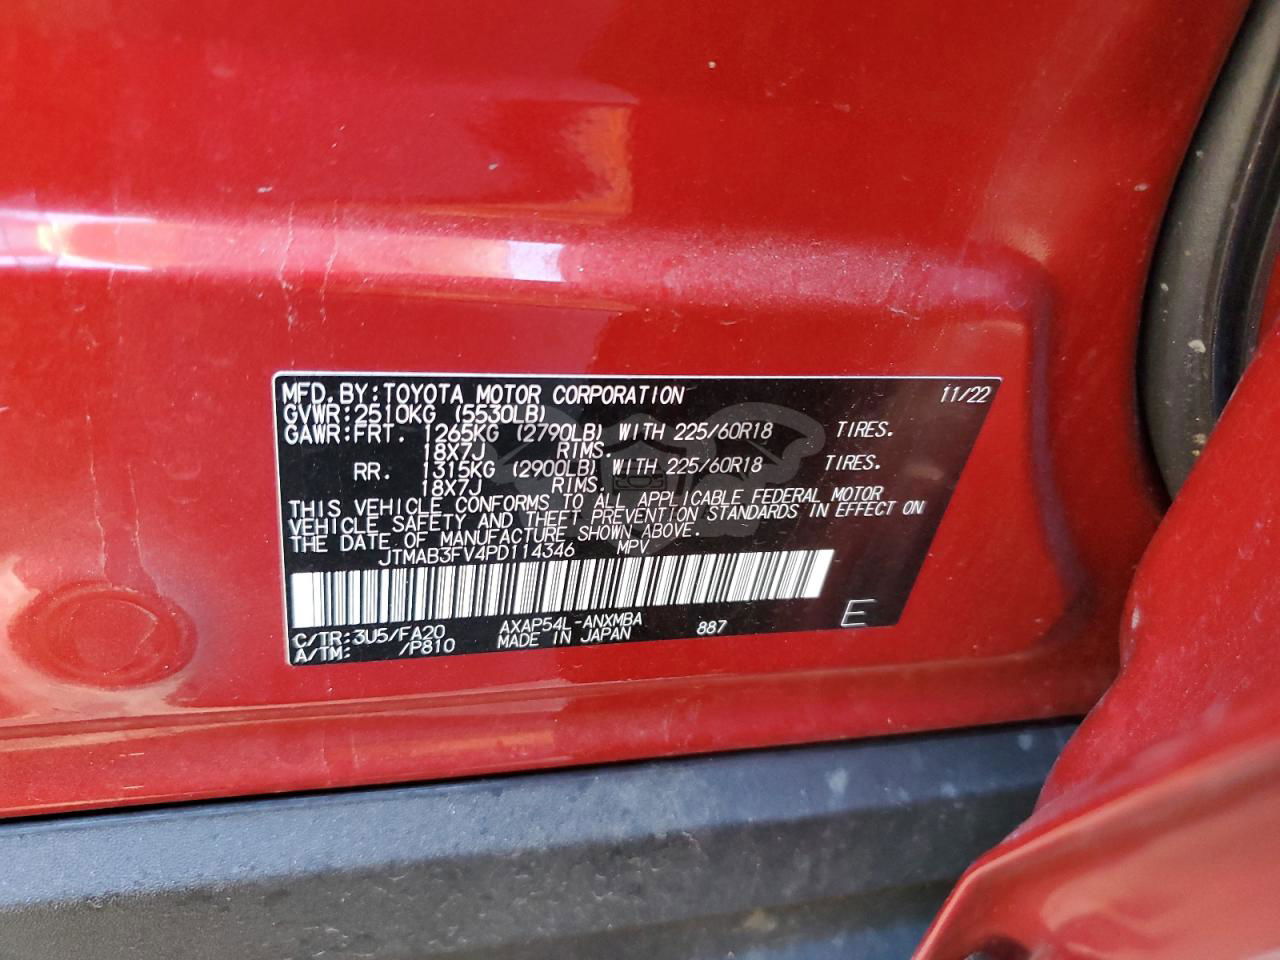 MFD. BY: TOYOTA MOTOR CORPORATION 11/22
GVWR: 2510KG (5530LB)
GAWR: FRT. 1265KG (2790LB) WITH 225/60R18 TIRES.
18X7J RIMS.
RR. 1315KG (2900LB) WITH 225/60R18 TIRES.
18X7J RIMS.
THIS VEHICLE CONFORMS TO ALL APPLICABLE FEDERAL MOTOR
VEHICLE SAFETY AND THEFT PREVENTION STANDARDS IN EFFECT ON
THE DATE OF MANUFACTURE SHOWN ABOVE.
JTMAB3FV4PD114346 MPV
C/TR: 3U5/FA20 AXAP54L-ANXMBA 887 E
A/TM: /P810 MADE IN JAPAN